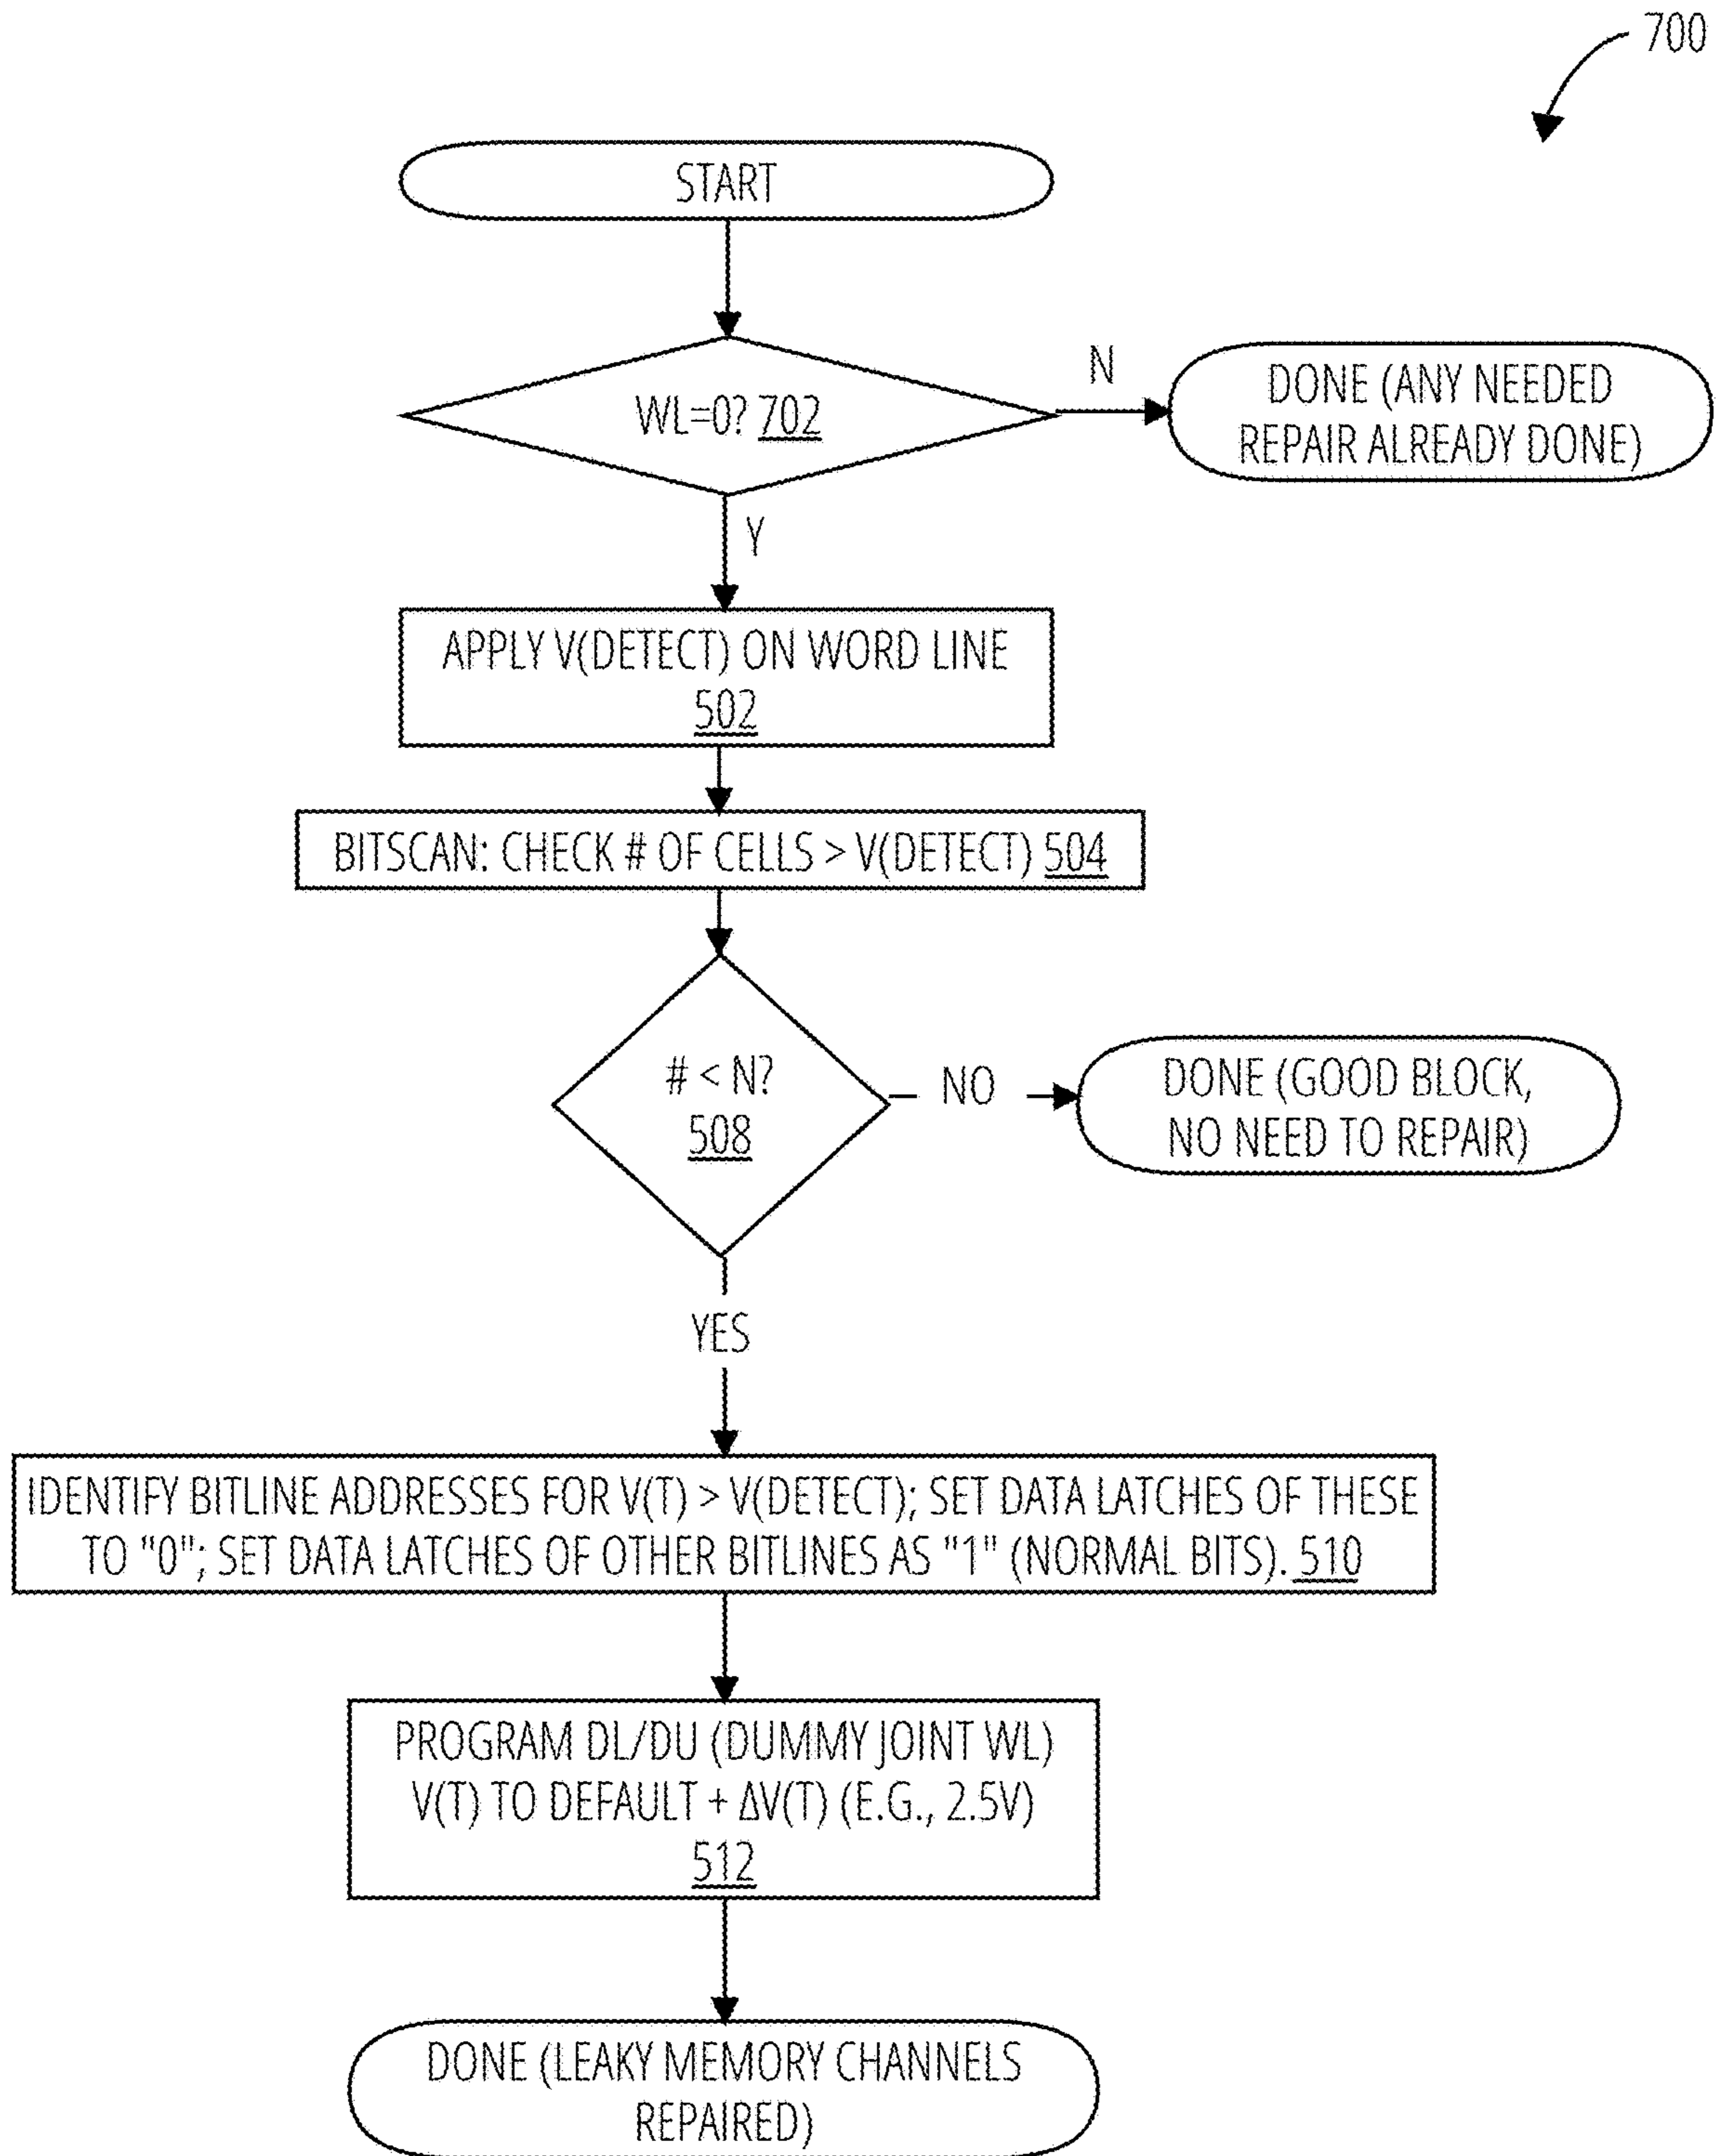 700
START
WL=0? 702
N
DONE (ANY NEEDED
REPAIR ALREADY DONE)
Y
APPLY V(DETECT) ON WORD LINE
502
BITSCAN: CHECK # OF CELLS > V(DETECT) 504
# < N?
508
NO
DONE (GOOD BLOCK,
NO NEED TO REPAIR)
YES
IDENTIFY BITLINE ADDRESSES FOR V(T) > V(DETECT); SET DATA LATCHES OF THESE
TO "0"; SET DATA LATCHES OF OTHER BITLINES AS "1" (NORMAL BITS). 510
PROGRAM DL/DU (DUMMY JOINT WL)
V(T) TO DEFAULT + ΔV(T) (E.G., 2.5V)
512
DONE (LEAKY MEMORY CHANNELS
REPAIRED)